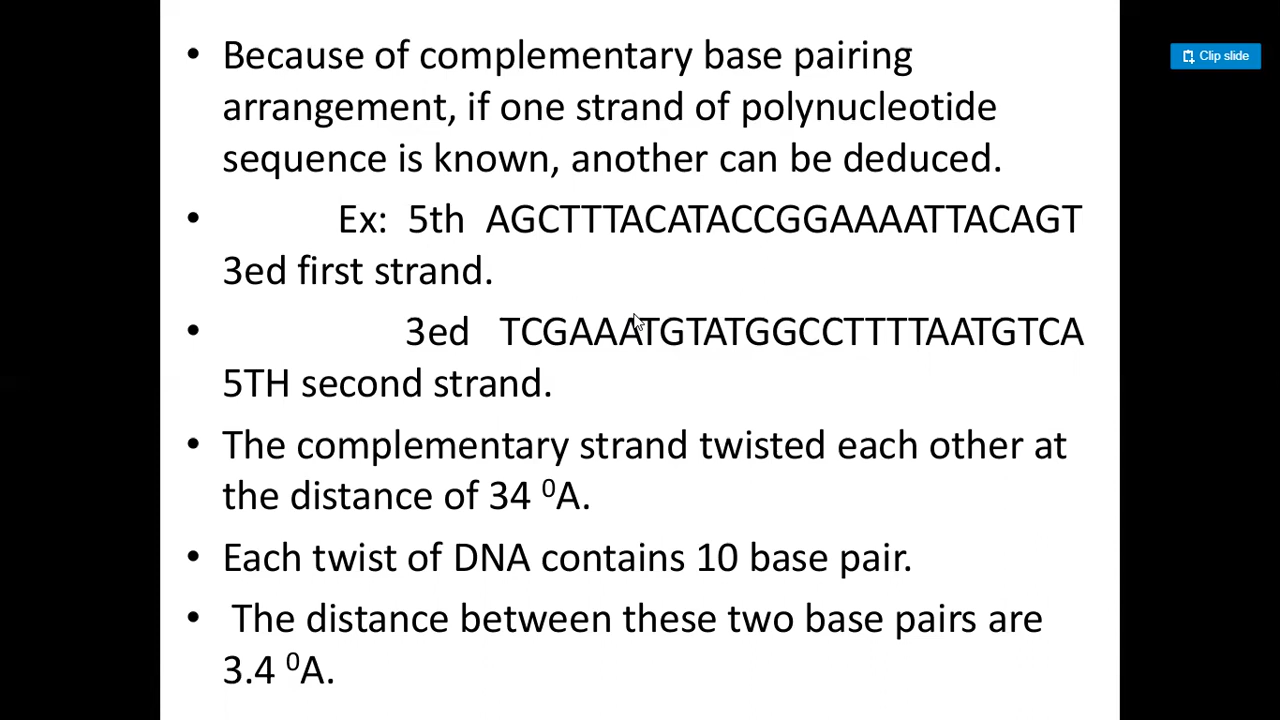 Clip slide
• Because of complementary base pairing
arrangement, if one strand of polynucleotide
sequence is known, another can be deduced.
• Ex: 5th AGCTTTACATACCGGAAAATTACAGT
3ed first strand.
• 3ed TCGAAATGTATGGCCTTTTAATGTCA
5TH second strand.
• The complementary strand twisted each other at
the distance of 34 ⁰A.
• Each twist of DNA contains 10 base pair.
• The distance between these two base pairs are
3.4 ⁰A.